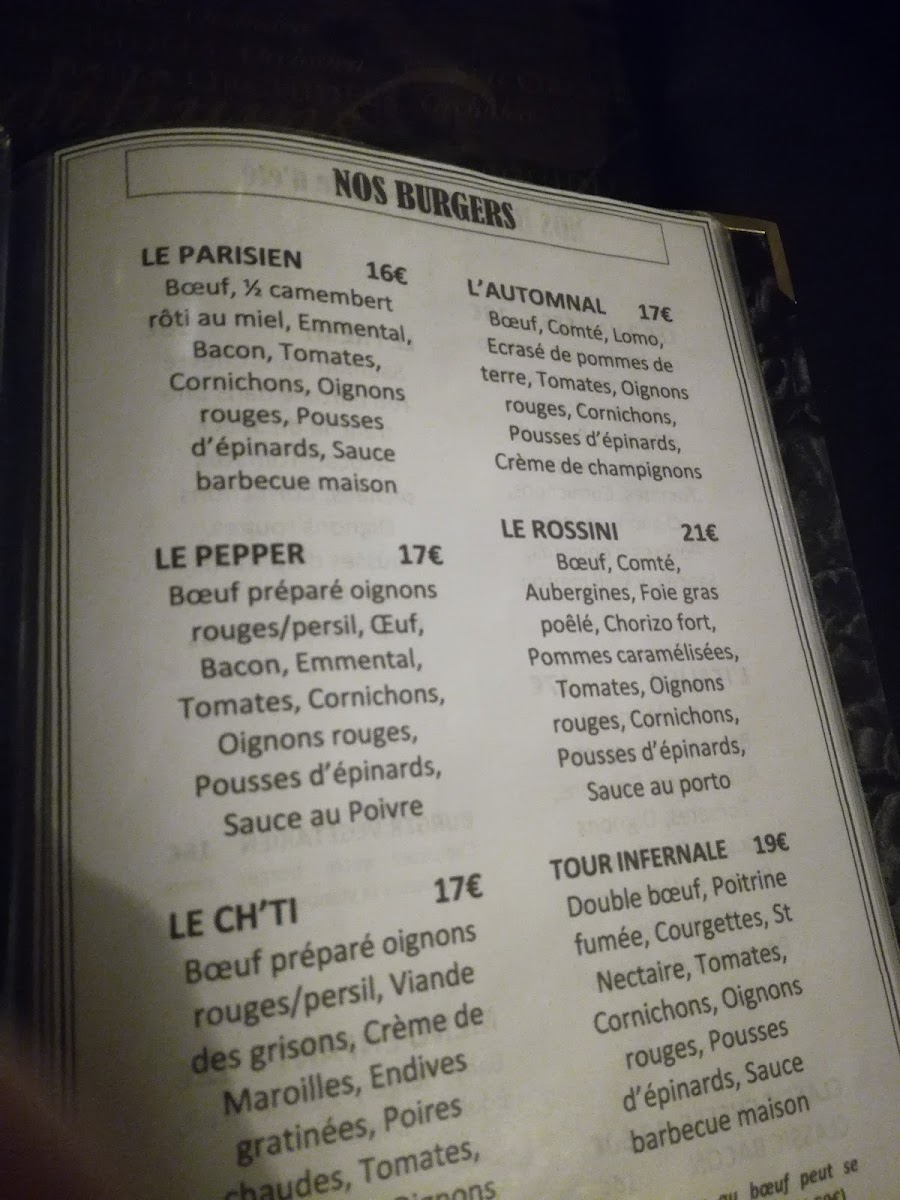 NOS BURGERS
LE PARISIEN 16€
Bœuf, ½ camembert
rôti au miel, Emmental,
Bacon, Tomates,
Cornichons, Oignons
rouges, Pousses
d'épinards, Sauce
barbecue maison
LE PEPPER 17€
Bœuf préparé oignons
rouges/persil, Œuf,
Bacon, Emmental,
Tomates, Cornichons,
Oignons rouges,
Pousses d'épinards,
Sauce au Poivre
LE CH'TI 17€
Bœuf préparé oignons
rouges/persil, Viande
des grisons, Crème de
Maroilles, Endives
gratinées, Poires
chaudes, Tomates,
Oignons
L'AUTOMNAL 17€
Bœuf, Comté, Lomo,
Ecrasé de pommes de
terre, Tomates, Oignons
rouges, Cornichons,
Pousses d'épinards,
Crème de champignons
LE ROSSINI 21€
Bœuf, Comté,
Aubergines, Foie gras
poêlé, Chorizo fort,
Pommes caramélisées,
Tomates, Oignons
rouges, Cornichons,
Pousses d'épinards,
Sauce au porto
TOUR INFERNALE 19€
Double bœuf, Poitrine
fumée, Courgettes, St
Nectaire, Tomates,
Cornichons, Oignons
rouges, Pousses
d'épinards, Sauce
barbecue maison
bœuf peut se